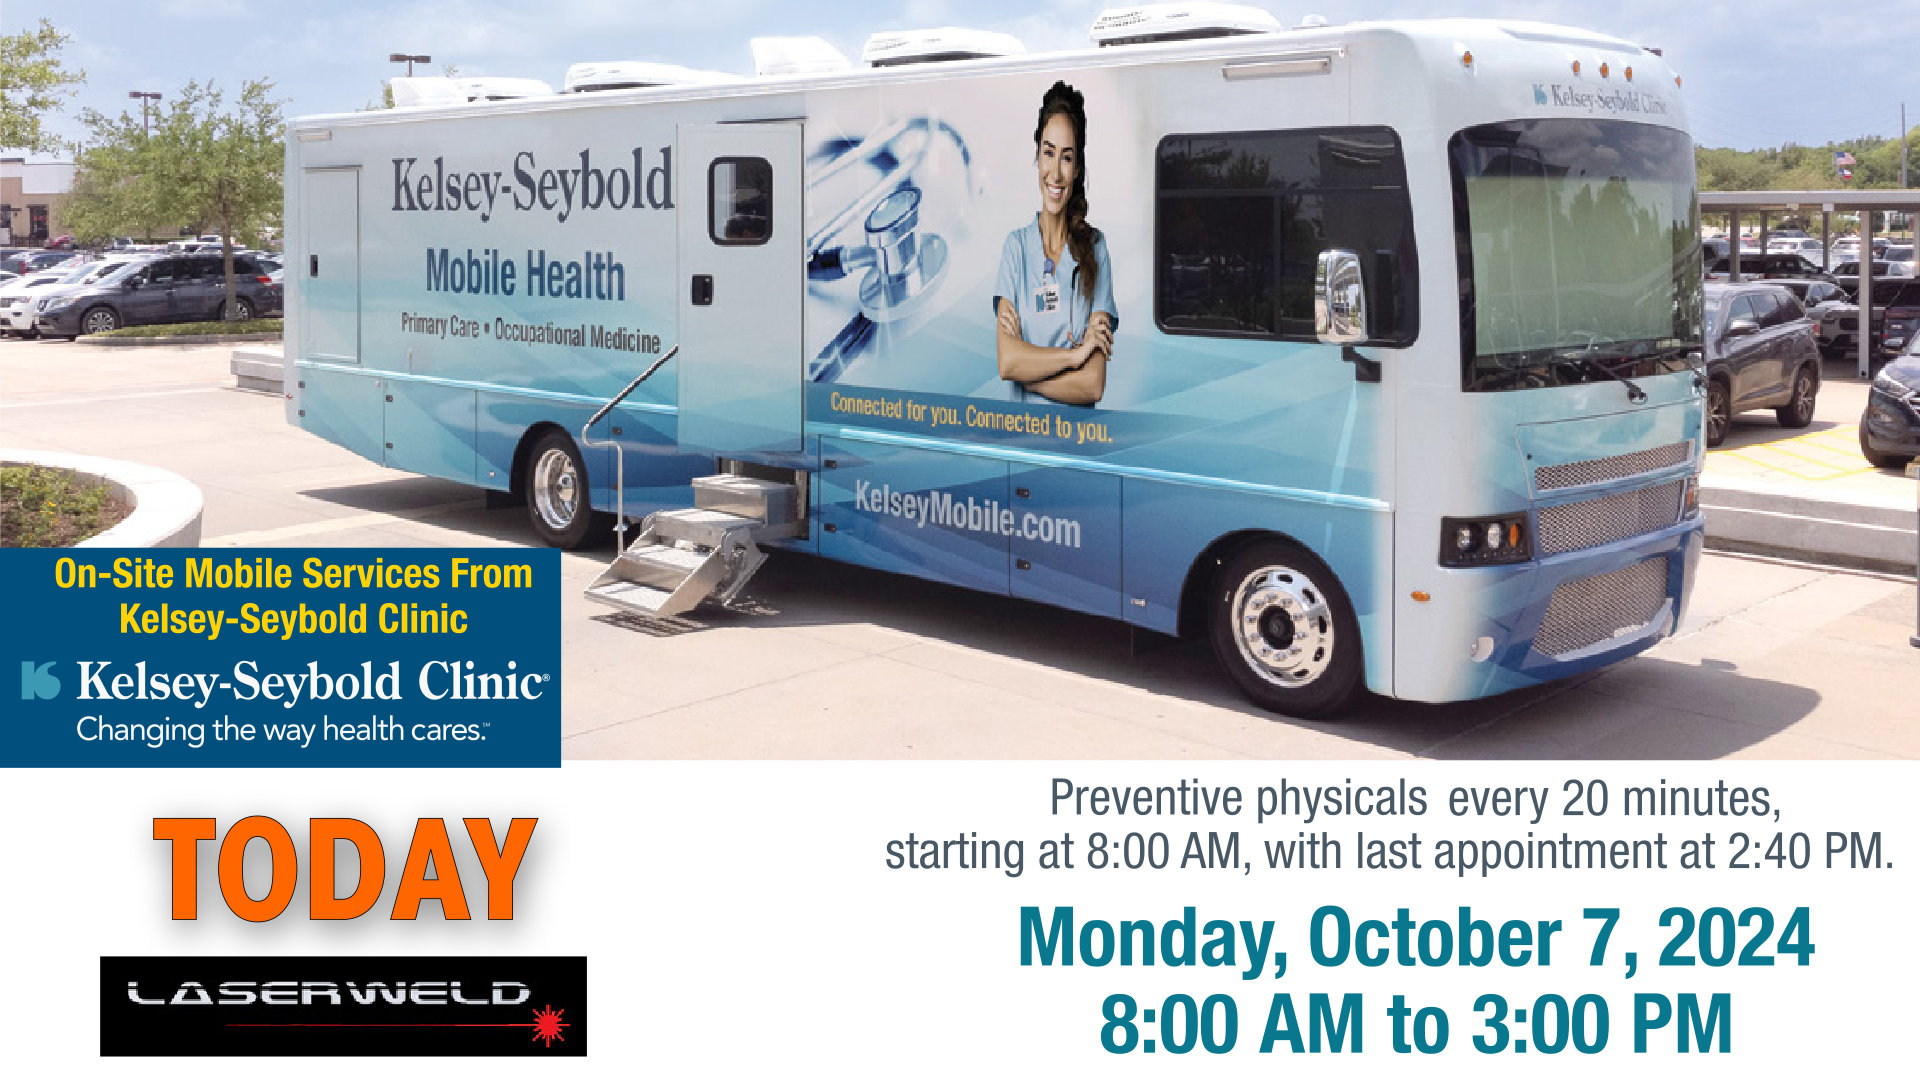 Kelsey-Seybold Clinic
Kelsey-Seybold
Mobile Health
Primary Care • Occupational Medicine
Connected for you. Connected to you.
KelseyMobile.com
On-Site Mobile Services From
Kelsey-Seybold Clinic
Kelsey-Seybold Clinic®
Changing the way health cares.℠
TODAY
LASERWELD
Preventive physicals every 20 minutes,
starting at 8:00 AM, with last appointment at 2:40 PM.
Monday, October 7, 2024
8:00 AM to 3:00 PM